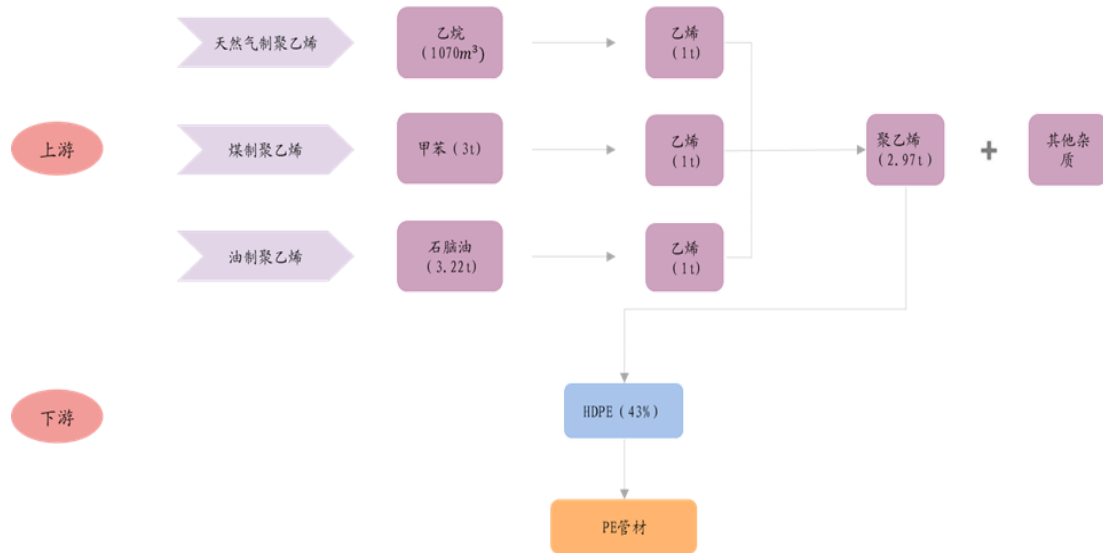 天然气制聚乙烯
乙烷
(1070m³)
乙烯
(1t)
上游
煤制聚乙烯
甲苯(3t)
乙烯
(1t)
聚乙烯
(2.97t)
+
其他杂
质
油制聚乙烯
石脑油
(3.22t)
乙烯
(1t)
下游
HDPE(43%)
PE管材